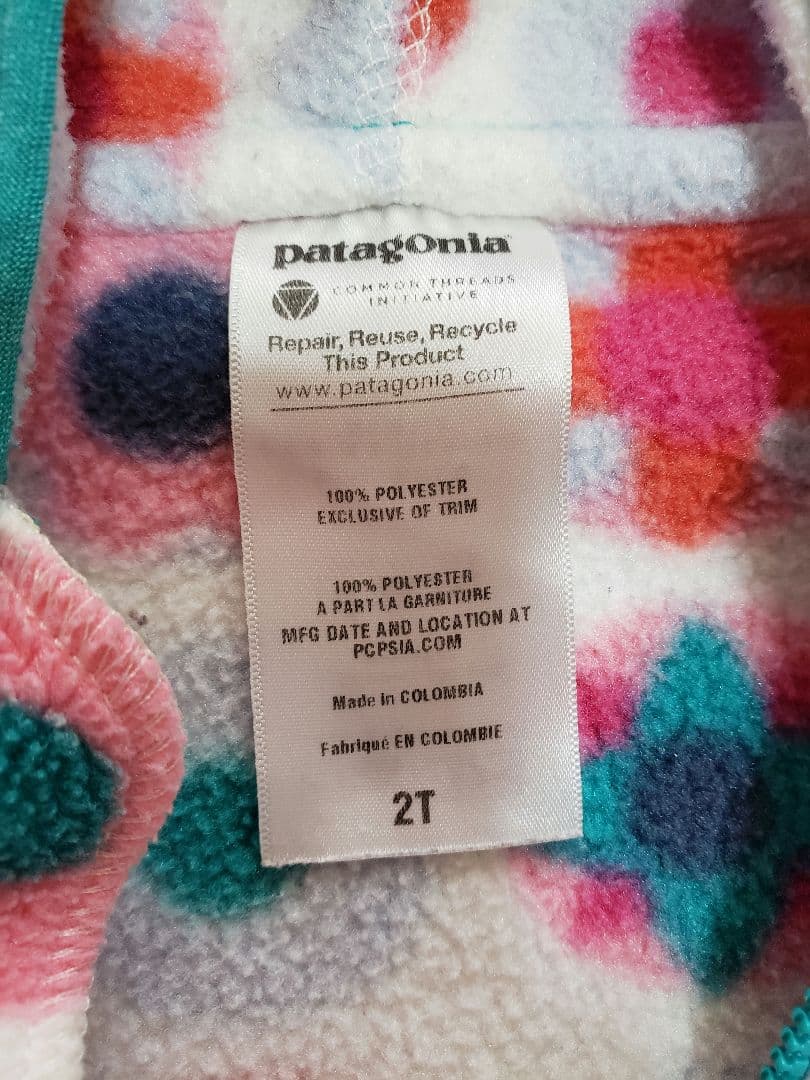 patagonia
COMMON THREADS
INITIATIVE
Repair, Reuse, Recycle
This Product
www.patagonia.com
100% POLYESTER
EXCLUSIVE OF TRIM
100% POLYESTER
A PART LA GARNITURE
MFG DATE AND LOCATION AT
PCPSIA.COM
Made in COLOMBIA
Fabriqué EN COLOMBIE
2T